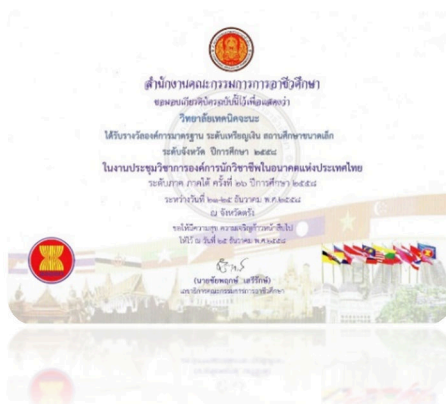 สำนักงานคณะกรรมการการอาชีวศึกษา
ขอมอบเกียรติบัตรฉบับนี้ไว้เพื่อแสดงว่า
วิทยาลัยเทคนิคจะนะ
ได้รับรางวัลองค์การมาตรฐาน ระดับเหรียญเงิน สถานศึกษาขนาดเล็ก
ระดับจังหวัด ปีการศึกษา ๒๕๕๘
ในงานประชุมวิชาการองค์การนักวิชาชีพในอนาคตแห่งประเทศไทย
ระดับภาค ภาคใต้ ครั้งที่ ๒๖ ปีการศึกษา ๒๕๕๘
ระหว่างวันที่ ๒๑-๒๕ ธันวาคม พ.ศ.๒๕๕๘
ณ จังหวัดตรัง
ขอให้มีความสุข ความเจริญก้าวหน้าสืบไป
ให้ไว้ ณ วันที่ ๒๕ ธันวาคม พ.ศ.๒๕๕๘
(นายชัยพฤกษ์ เสรีรักษ์)
เลขาธิการคณะกรรมการการอาชีวศึกษา